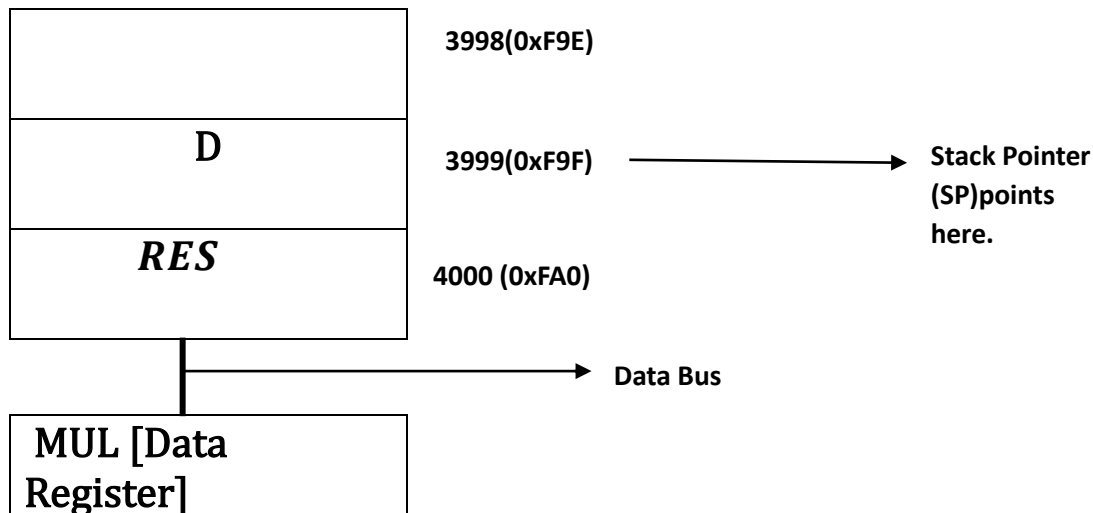 3998(0xF9E)
D
3999(0xF9F)
Stack Pointer
(SP)points
here.
RES
4000 (0xFA0)
Data Bus
MUL [Data
Register]